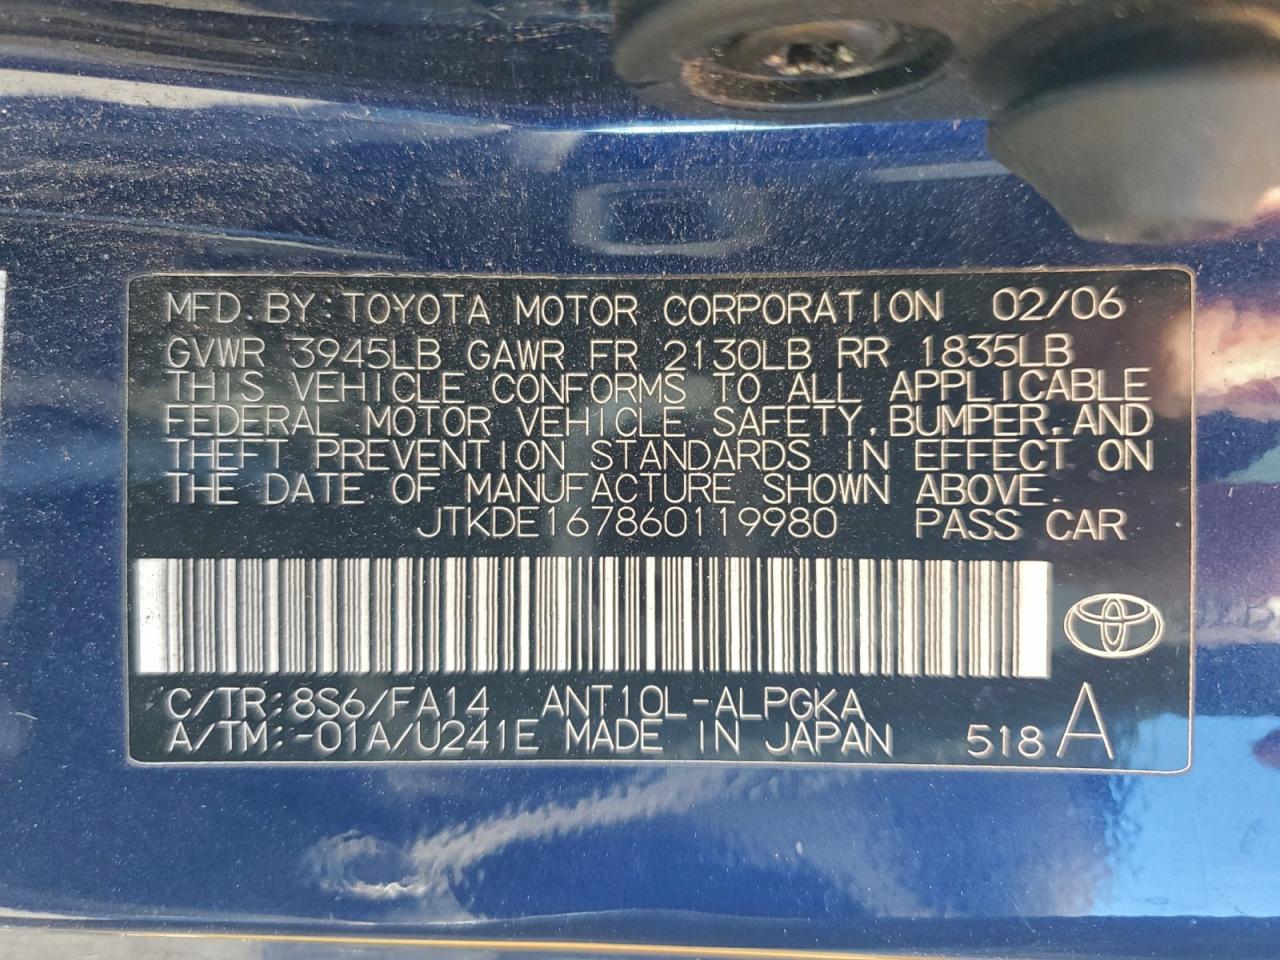 MFD.BY:TOYOTA MOTOR CORPORATION 02/06
GVWR 3945LB GAWR FR 2130LB RR 1835LB
THIS VEHICLE CONFORMS TO ALL APPLICABLE
FEDERAL MOTOR VEHICLE SAFETY,BUMPER,AND
THEFT PREVENTION STANDARDS IN EFFECT ON
THE DATE OF MANUFACTURE SHOWN ABOVE.
JTKDE167860119980 PASS CAR
C/TR:8S6/FA14 ANT10L-ALPGKA
A/TM:-01A/U241E MADE IN JAPAN 518 A